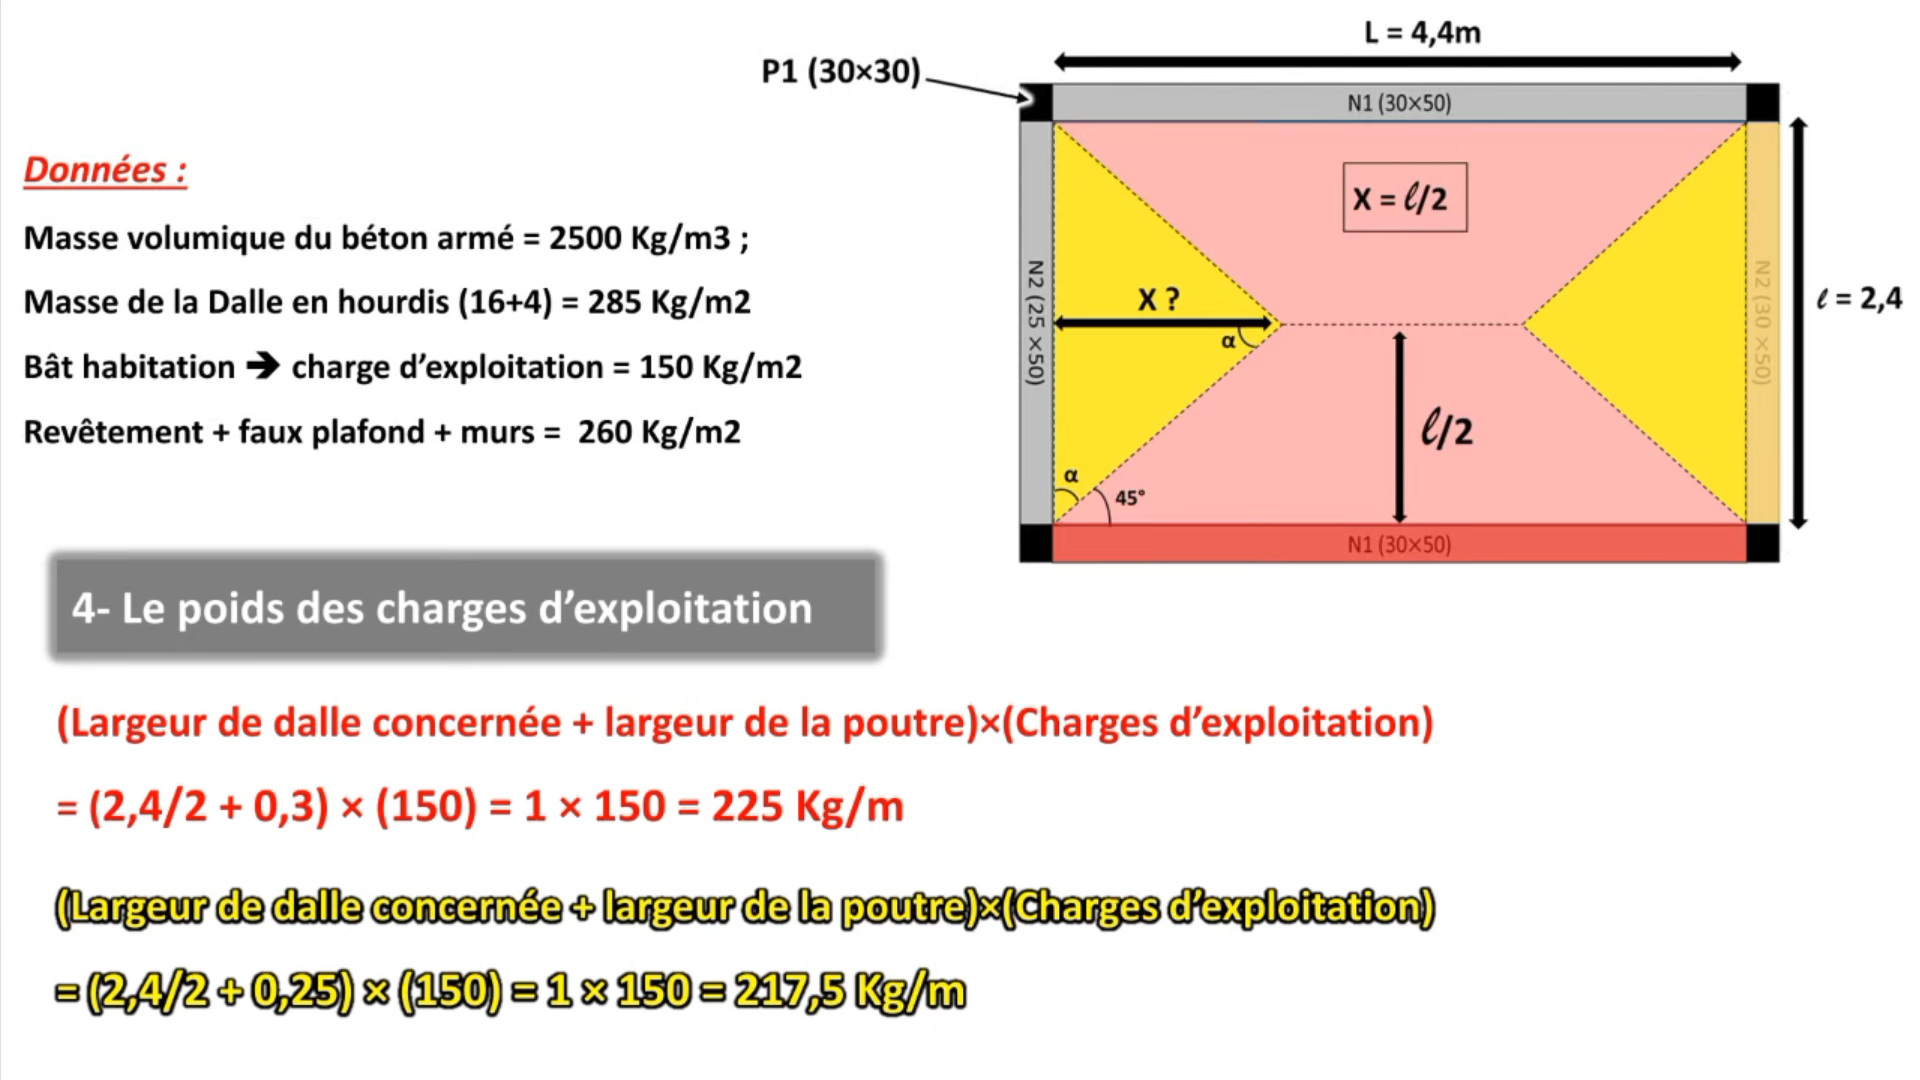 L = 4,4m
P1 (30×30)
N1 (30×50)
Données :
X = ℓ/2
Masse volumique du béton armé = 2500 Kg/m3 ;
Masse de la Dalle en hourdis (16+4) = 285 Kg/m2
Bât habitation ➔ charge d’exploitation = 150 Kg/m2
Revêtement + faux plafond + murs = 260 Kg/m2
N2 (25 ×50)
X ?
α
N2 (30 ×50)
ℓ = 2,4
ℓ/2
α
45°
N1 (30×50)
4- Le poids des charges d’exploitation
(Largeur de dalle concernée + largeur de la poutre)×(Charges d’exploitation)
= (2,4/2 + 0,3) × (150) = 1 × 150 = 225 Kg/m
(Largeur de dalle concernée + largeur de la poutre)×(Charges d’exploitation)
= (2,4/2 + 0,25) × (150) = 1 × 150 = 217,5 Kg/m